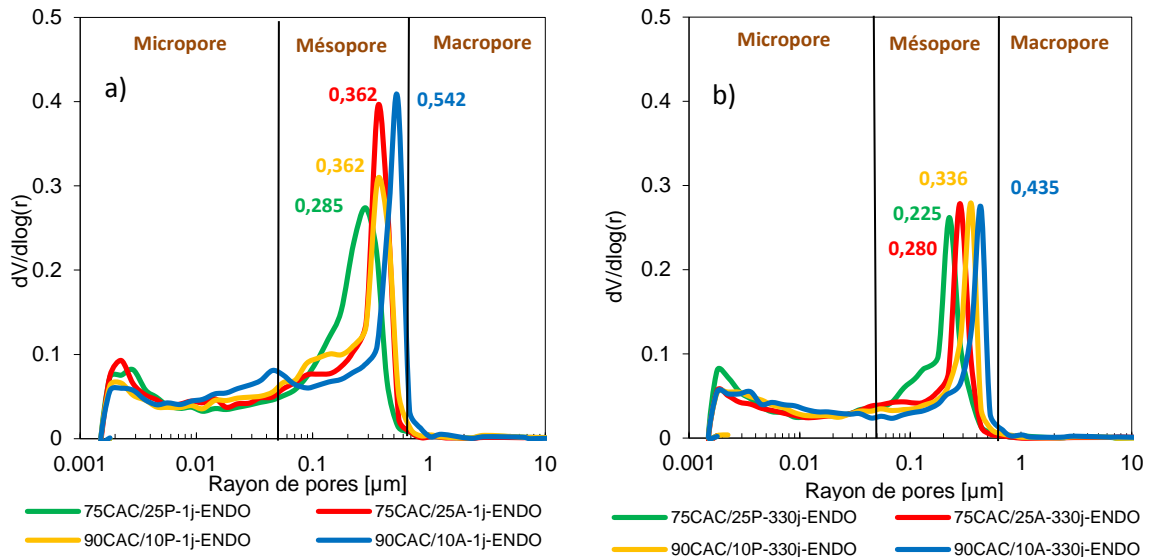 a)
Micropore Mésopore Macropore
0,362 0,542
0,362
0,285
dV/dlog(r)
0.5
0.4
0.3
0.2
0.1
0
0.001 0.01 0.1 1 10
Rayon de pores [µm]
75CAC/25P-1j-ENDO 75CAC/25A-1j-ENDO
90CAC/10P-1j-ENDO 90CAC/10A-1j-ENDO
b)
Micropore Mésopore Macropore
0,336 0,435
0,225
0,280
dV/dlog(r)
0.5
0.4
0.3
0.2
0.1
0
0.001 0.01 0.1 1 10
Rayon de pores [µm]
75CAC/25P-330j-ENDO 75CAC/25A-330j-ENDO
90CAC/10P-330j-ENDO 90CAC/10A-330j-ENDO